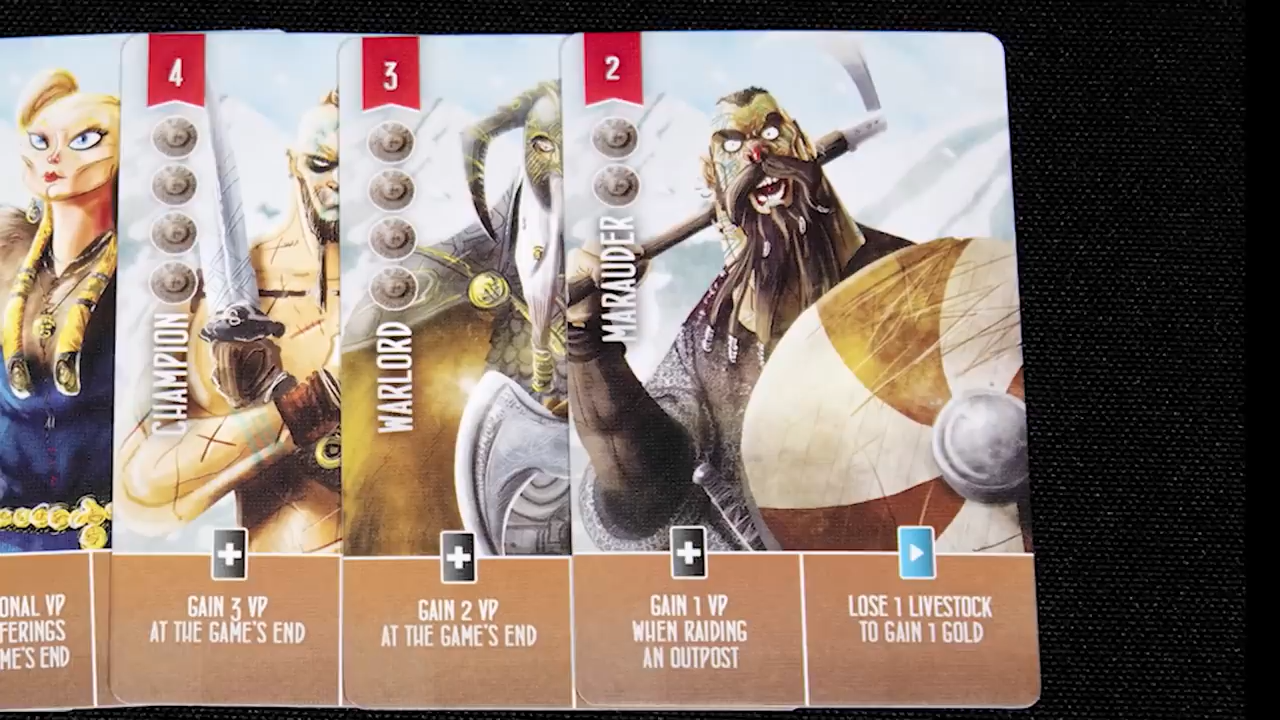 ONAL VP
FERINGS
ME'S END
4
CHAMPION
GAIN 3 VP
AT THE GAME'S END
3
WARLORD
GAIN 2 VP
AT THE GAME'S END
2
MARAUDER
GAIN 1 VP
WHEN RAIDING
AN OUTPOST
LOSE 1 LIVESTOCK
TO GAIN 1 GOLD